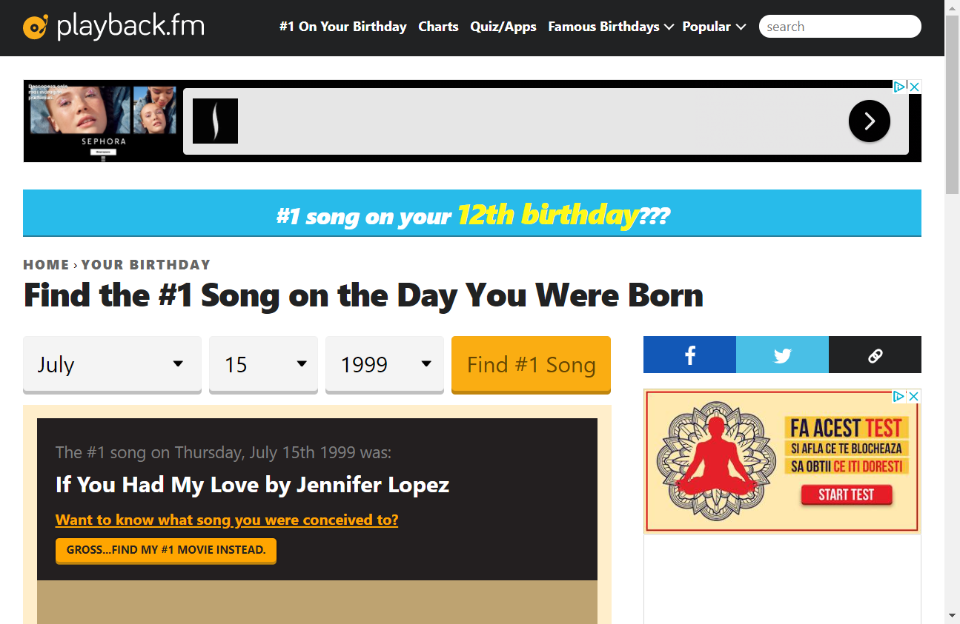 playback.fm
#1 On Your Birthday Charts Quiz/Apps Famous Birthdays Popular search
SEPHORA
#1 song on your 12th birthday???
HOME › YOUR BIRTHDAY
Find the #1 Song on the Day You Were Born
July 15 1999 Find #1 Song
The #1 song on Thursday, July 15th 1999 was:
If You Had My Love by Jennifer Lopez
Want to know what song you were conceived to?
GROSS...FIND MY #1 MOVIE INSTEAD.
FA ACEST TEST
SI AFLA CE TE BLOCHEAZA
SA OBTII CE ITI DORESTI
START TEST